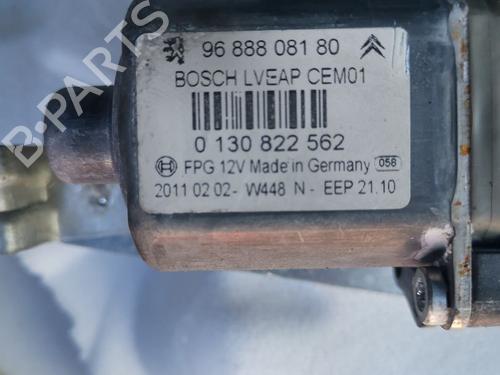 96 888 081 80
BOSCH LVEAP CEM01
0 130 822 562
FPG 12V Made in Germany 056
2011 02 02- W448 N - EEP 21.10
B-PARTS